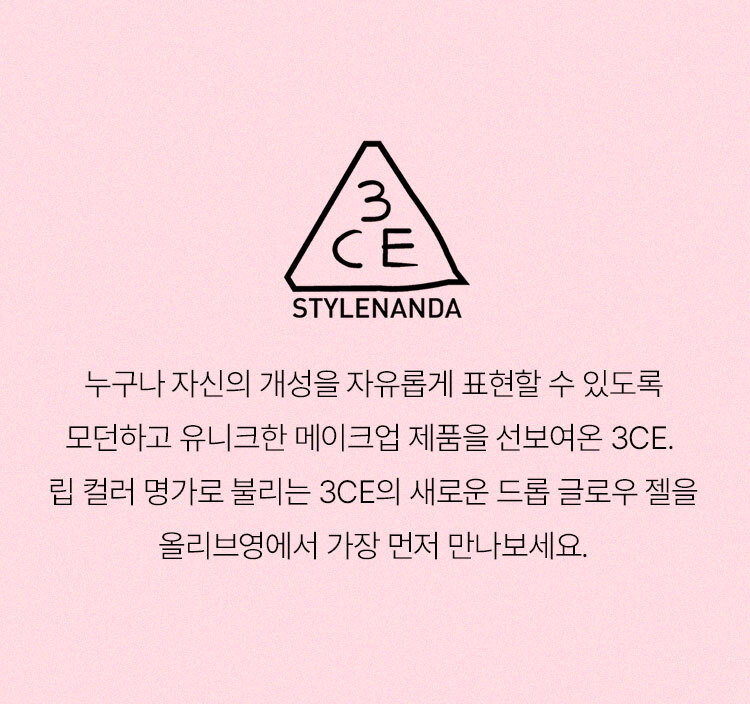 3
CE
STYLENANDA
누구나 자신의 개성을 자유롭게 표현할 수 있도록
모던하고 유니크한 메이크업 제품을 선보여온 3CE.
립 컬러 명가로 불리는 3CE의 새로운 드롭 글로우 젤을
올리브영에서 가장 먼저 만나보세요.